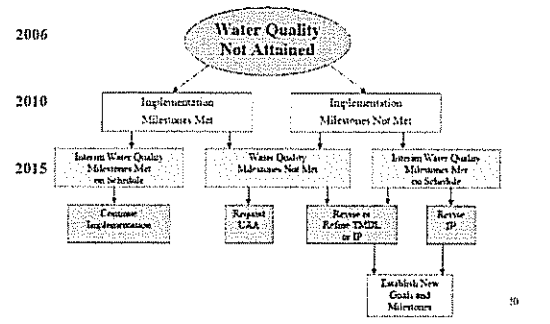 2006
Water Quality
Not Attained
2010
Implementation
Milestones Met
Implementation
Milestones Not Met
2015
Interim Water Quality
Milestones Met
on Schedule
Water Quality
Milestones Not Met
Interim Water Quality
Milestones Met
on Schedule
Continue
Implementation
Request
UAA
Revise or
Refine TMDL
or IP
Revise
IP
Establish New
Goals and
Milestones